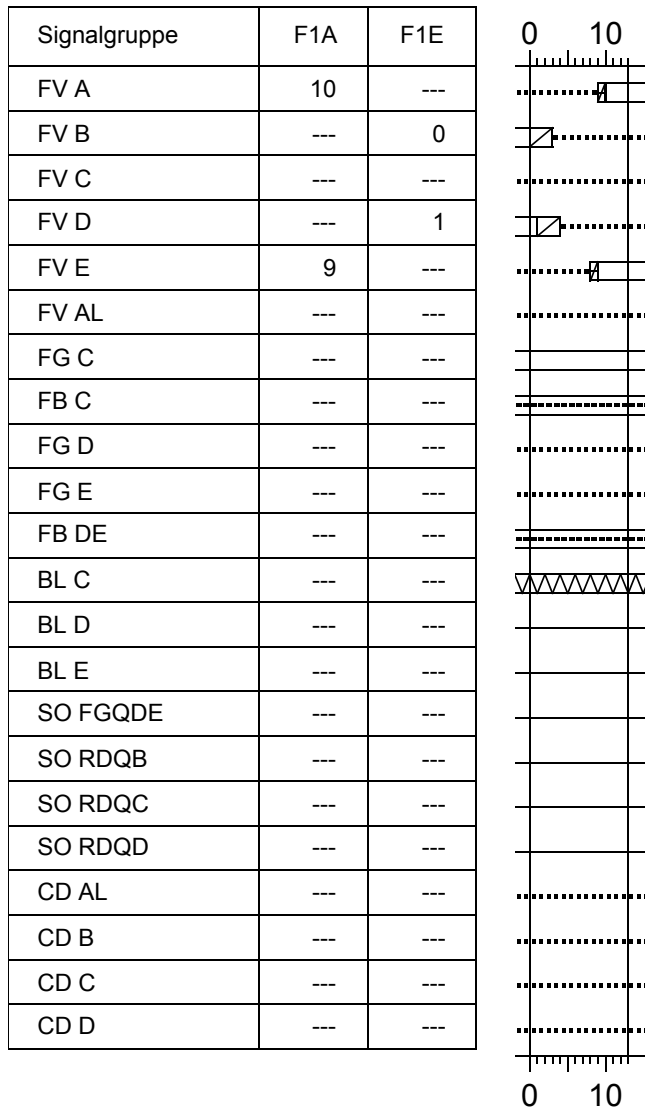 Signalgruppe F1A F1E 0 10
FV A 10 ---
FV B --- 0
FV C --- ---
FV D --- 1
FV E 9 ---
FV AL --- ---
FG C --- ---
FB C --- ---
FG D --- ---
FG E --- ---
FB DE --- ---
BL C --- ---
BL D --- ---
BL E --- ---
SO FGQDE --- ---
SO RDQB --- ---
SO RDQC --- ---
SO RDQD --- ---
CD AL --- ---
CD B --- ---
CD C --- ---
CD D --- ---
0 10